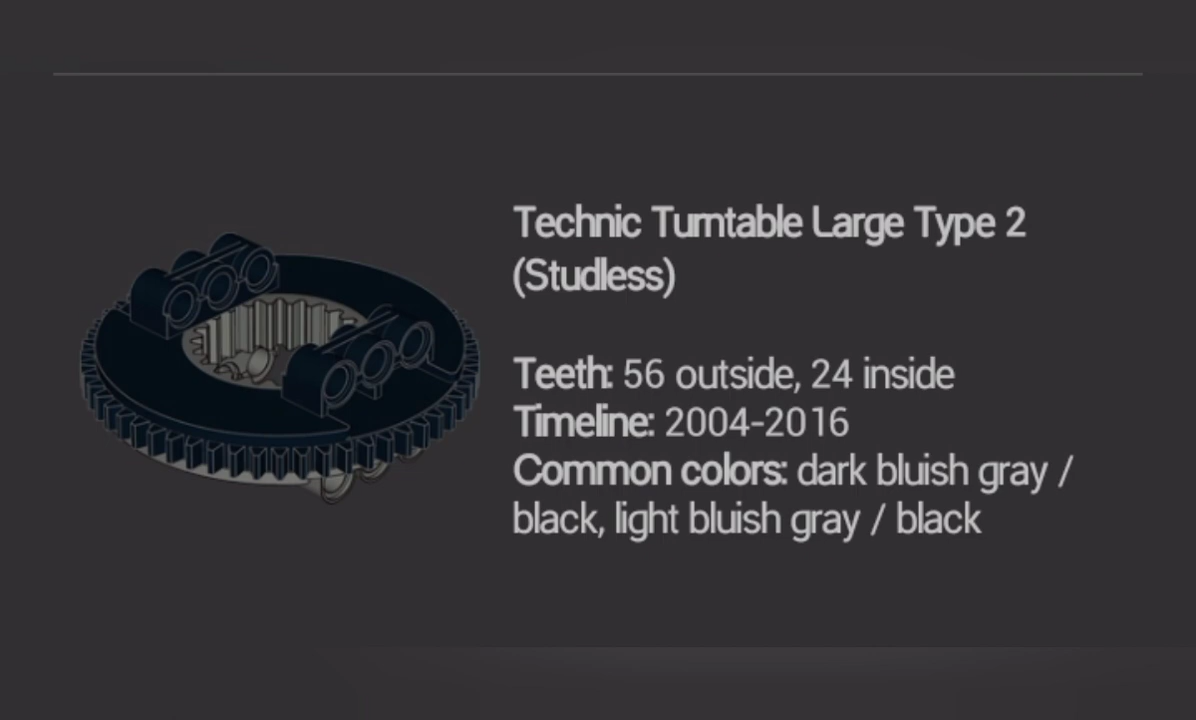 Technic Turntable Large Type 2
(Studless)
Teeth: 56 outside, 24 inside
Timeline: 2004-2016
Common colors: dark bluish gray /
black, light bluish gray / black